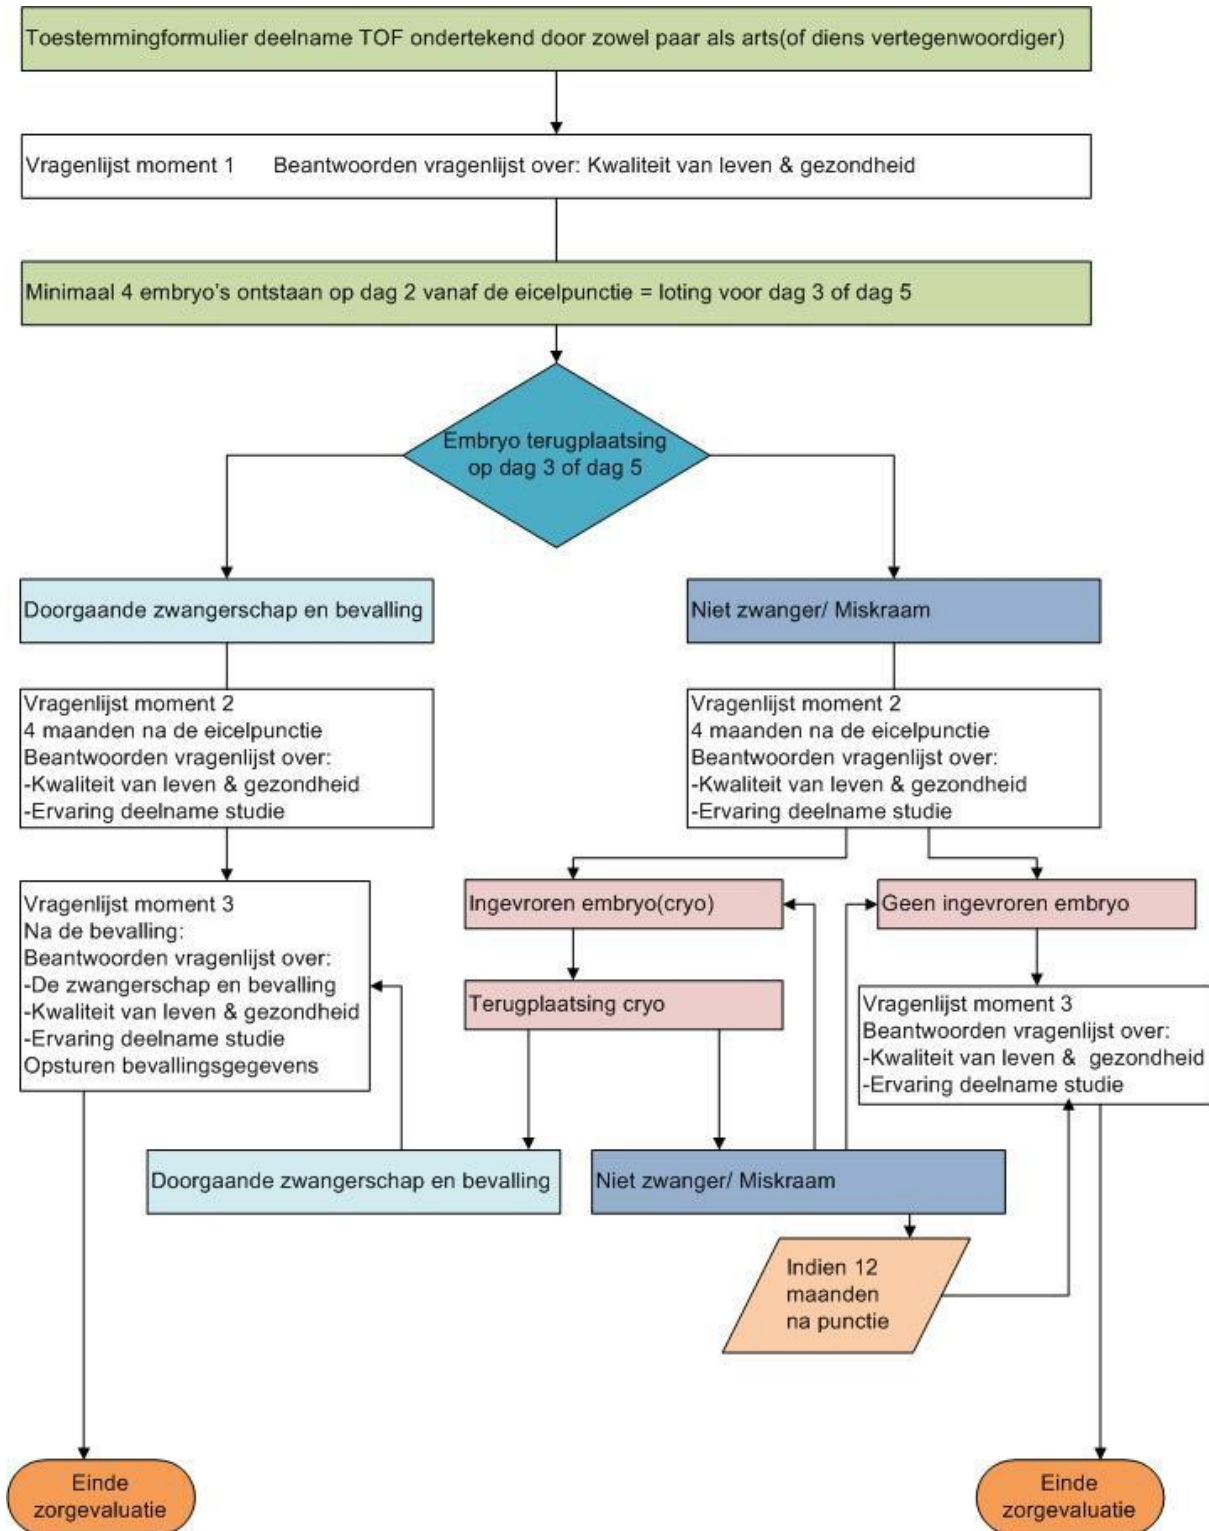 Toestemmingformulier deelname TOF ondertekend door zowel paar als arts(of diens vertegenwoordiger)
Vragenlijst moment 1 Beantwoorden vragenlijst over: Kwaliteit van leven & gezondheid
Minimaal 4 embryo's ontstaan op dag 2 vanaf de eicelpunctie = loting voor dag 3 of dag 5
Embryo terugplaatsing
op dag 3 of dag 5
Doorgaande zwangerschap en bevalling
Niet zwanger/ Miskraam
Vragenlijst moment 2
4 maanden na de eicelpunctie
Beantwoorden vragenlijst over:
-Kwaliteit van leven & gezondheid
-Ervaring deelname studie
Vragenlijst moment 2
4 maanden na de eicelpunctie
Beantwoorden vragenlijst over:
-Kwaliteit van leven & gezondheid
-Ervaring deelname studie
Vragenlijst moment 3
Na de bevalling:
Beantwoorden vragenlijst over:
-De zwangerschap en bevalling
-Kwaliteit van leven & gezondheid
-Ervaring deelname studie
Opsturen bevallingsgegevens
Ingevroren embryo(cryo)
Geen ingevroren embryo
Terugplaatsing cryo
Vragenlijst moment 3
Beantwoorden vragenlijst over:
-Kwaliteit van leven & gezondheid
-Ervaring deelname studie
Doorgaande zwangerschap en bevalling
Niet zwanger/ Miskraam
Indien 12
maanden
na punctie
Einde
zorgevaluatie
Einde
zorgevaluatie